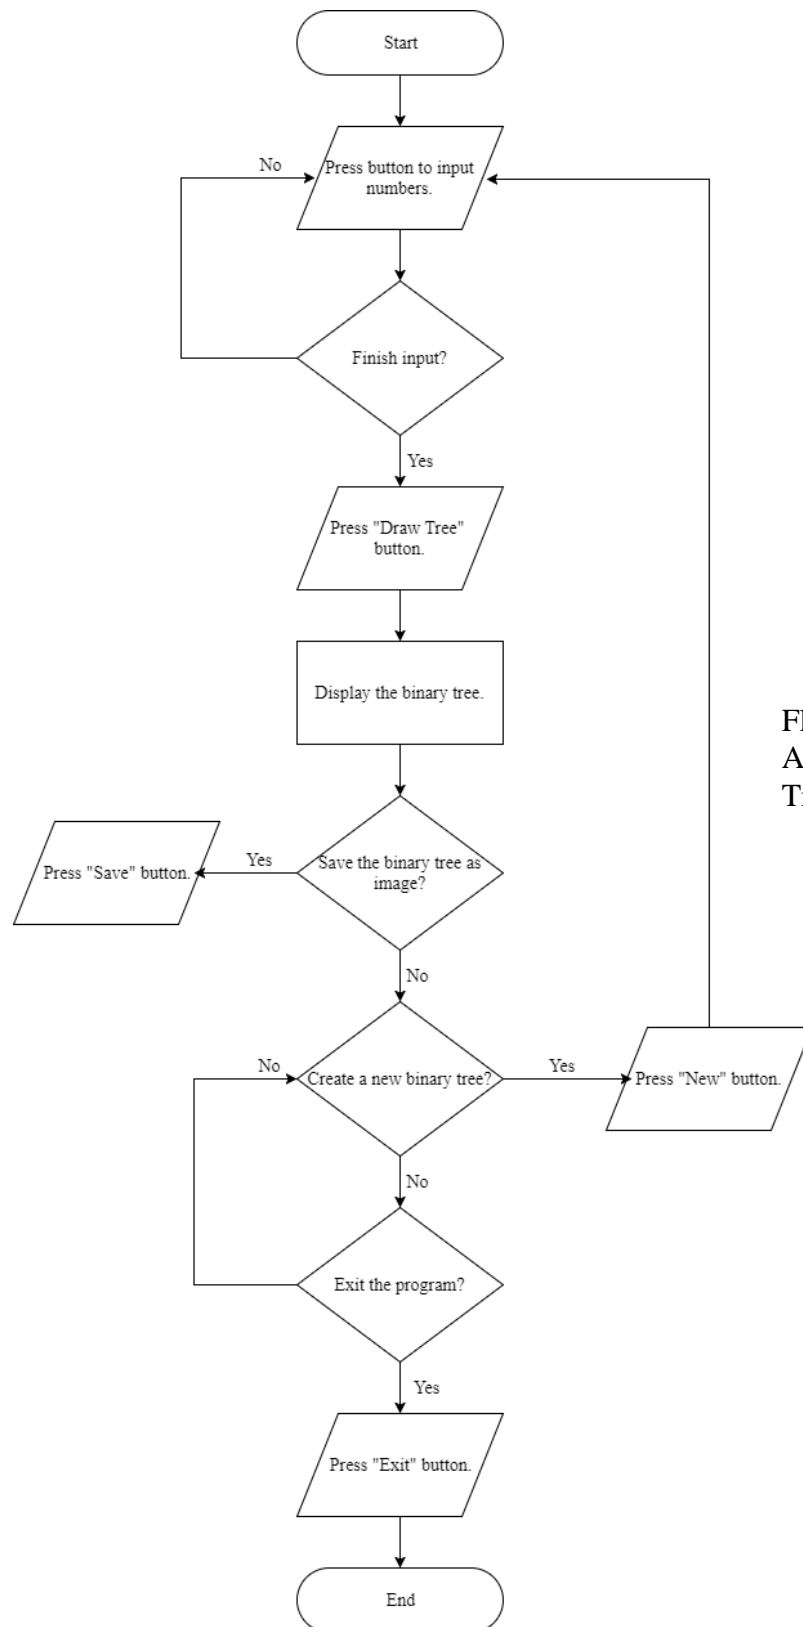 Start
No
Press button to input
numbers.
Finish input?
Yes
Press "Draw Tree"
button.
Display the binary tree.
Yes
Press "Save" button.
Save the binary tree as
image?
No
No
Create a new binary tree?
Yes
Press "New" button.
No
Exit the program?
Yes
Press "Exit" button.
End